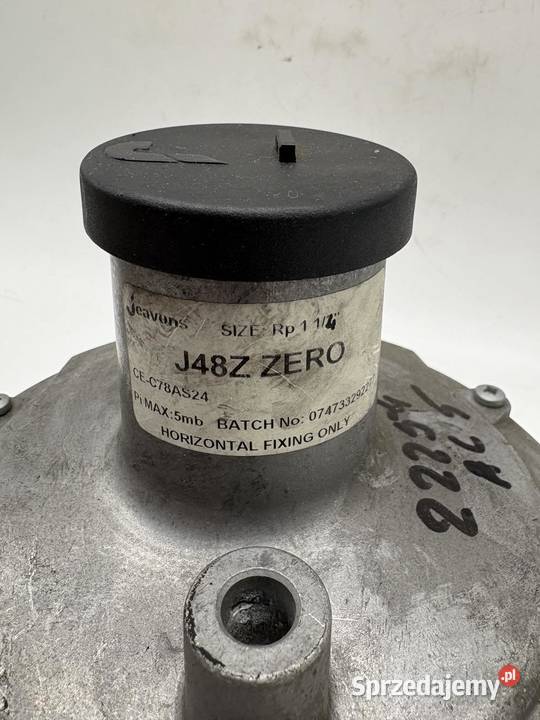 Jeavons SIZE: Rp 1 1/4"
J48Z ZERO
CE-C78AS24
Pi MAX:5mb BATCH No: 0747332922
HORIZONTAL FIXING ONLY
Sprzedajemy.pl